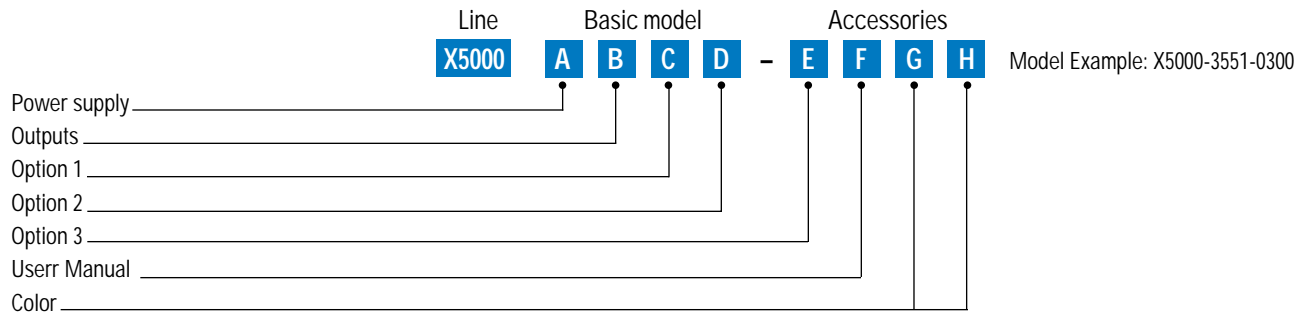 Line Basic model Accessories
X5000 A B C D – E F G H Model Example: X5000-3551-0300
Power supply
Outputs
Option 1
Option 2
Option 3
Userr Manual
Color